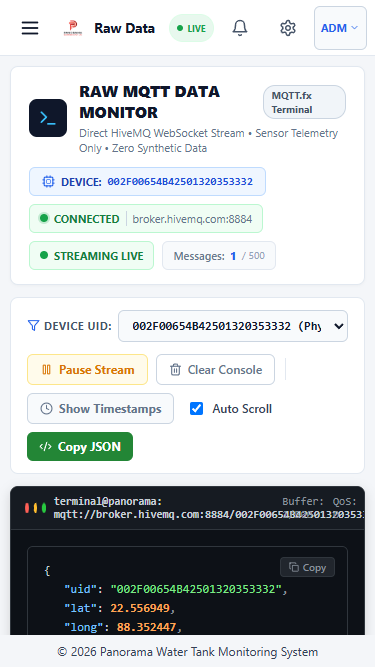 Raw Data
LIVE
ADM
RAW MQTT DATA
MONITOR
MQTT.fx
Terminal
Direct HiveMQ WebSocket Stream • Sensor Telemetry
Only • Zero Synthetic Data
DEVICE: 002F00654B42501320353332
CONNECTED broker.hivemq.com:8884
STREAMING LIVE
Messages: 1 / 500
DEVICE UID: 002F00654B42501320353332 (Phy
Pause Stream
Clear Console
Show Timestamps
Auto Scroll
Copy JSON
terminal@panorama:
mqtt://broker.hivemq.com:8884/002F00654B42501320353332
Buffer: QoS:
Copy
{
"uid": "002F00654B42501320353332",
"lat": 22.556949,
"long": 88.352447,
© 2026 Panorama Water Tank Monitoring System